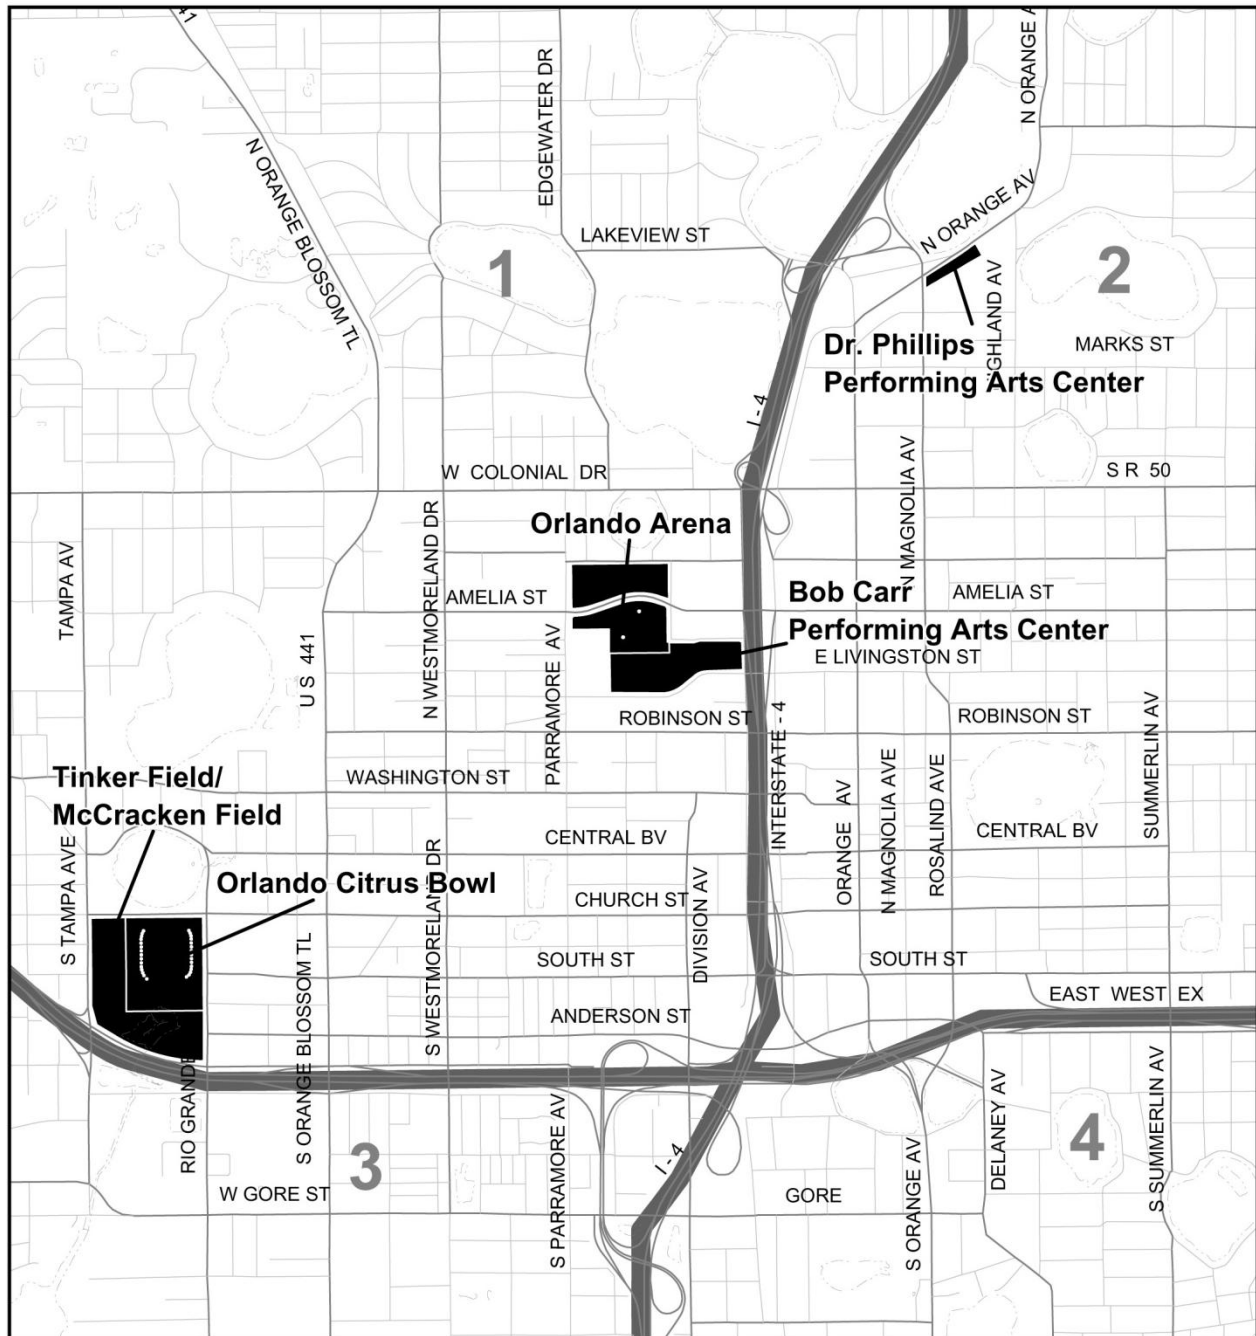 41
N ORANGE BLOSSOM TL
EDGEWATER DR
LAKEVIEW ST
N ORANGE A
N ORANGE AV
1
2
GHLAND AV
MARKS ST
Dr. Phillips
Performing Arts Center
I - 4
W COLONIAL DR
S R 50
N MAGNOLIA AV
TAMPA AV
U S 441
N WESTMORELAND DR
Orlando Arena
AMELIA ST
PARRAMORE AV
Bob Carr
Performing Arts Center
AMELIA ST
E LIVINGSTON ST
ROBINSON ST
ROBINSON ST
INTERSTATE - 4
SUMMERLIN AV
WASHINGTON ST
Tinker Field/
McCracken Field
ORANGE AV
N MAGNOLIA AVE
ROSALIND AVE
CENTRAL BV
CENTRAL BV
S TAMPA AVE
Orlando Citrus Bowl
S WESTMORELAND DR
CHURCH ST
DIVISION AV
SOUTH ST
SOUTH ST
S ORANGE BLOSSOM TL
ANDERSON ST
EAST WEST EX
RIO GRANDE
3
W GORE ST
S PARRAMORE AV
I - 4
GORE
S ORANGE AV
DELANEY AV
4
S SUMMERLIN AV